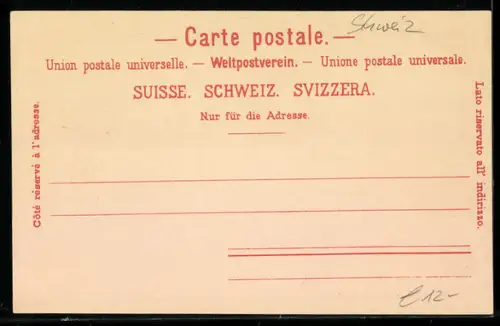 Schweiz
— Carte postale. —
Union postale universelle. — Weltpostverein. — Unione postale universale.
SUISSE. SCHWEIZ. SVIZZERA.
Nur für die Adresse.
Côté réservé à l'adresse.
Lato riservato all' indirizzo.
€12-